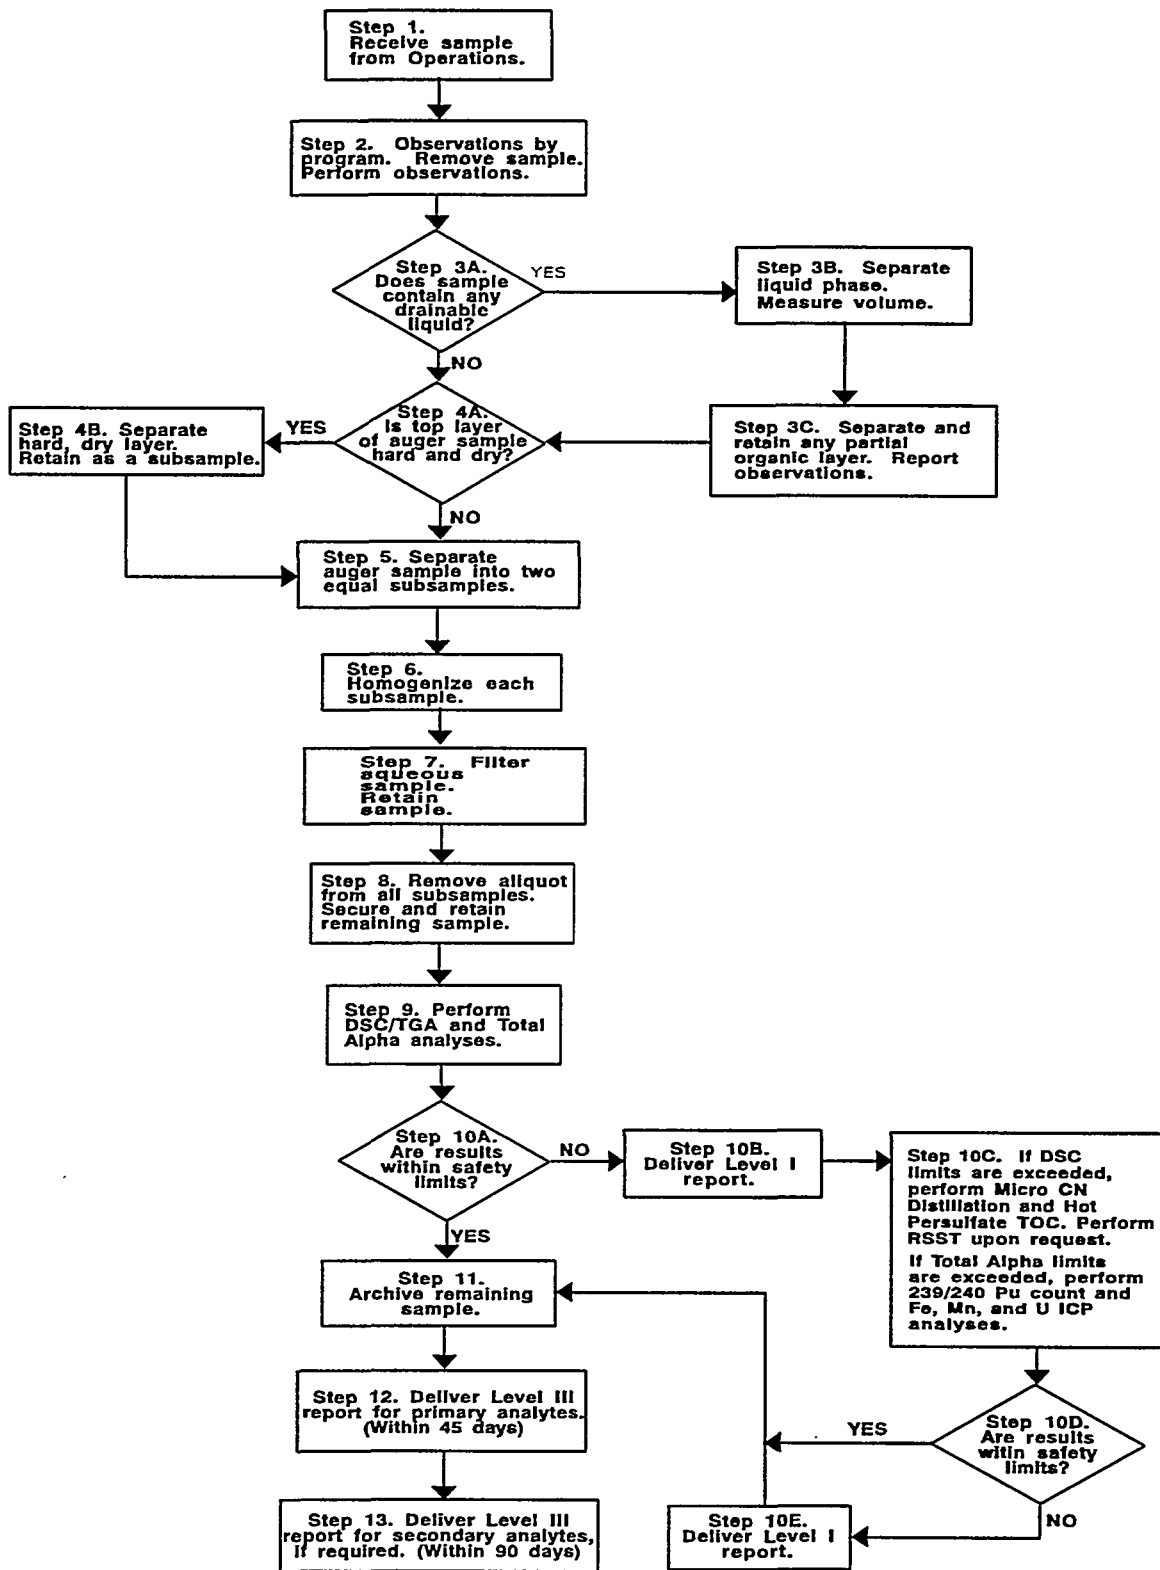 Step 1.
Receive sample
from Operations.
Step 2. Observations by
program. Remove sample.
Perform observations.
Step 3A.
Does sample
contain any
drainable
liquid?
YES
Step 3B. Separate
liquid phase.
Measure volume.
NO
Step 4A.
Is top layer
of auger sample
hard and dry?
YES
Step 4B. Separate
hard, dry layer.
Retain as a subsample.
Step 3C. Separate and
retain any partial
organic layer. Report
observations.
NO
Step 5. Separate
auger sample into two
equal subsamples.
Step 6.
Homogenize each
subsample.
Step 7. Filter
aqueous
sample.
Retain
sample.
Step 8. Remove aliquot
from all subsamples.
Secure and retain
remaining sample.
Step 9. Perform
DSC/TGA and Total
Alpha analyses.
Step 10A.
Are results
within safety
limits?
NO
Step 10B.
Deliver Level I
report.
Step 10C. If DSC
limits are exceeded,
perform Micro CN
Distillation and Hot
Persulfate TOC. Perform
RSST upon request.
If Total Alpha limits
are exceeded, perform
239/240 Pu count and
Fe, Mn, and U ICP
analyses.
YES
Step 11.
Archive remaining
sample.
Step 12. Deliver Level III
report for primary analytes.
(Within 45 days)
Step 10D.
Are results
witin safety
limits?
YES
NO
Step 10E.
Deliver Level I
report.
Step 13. Deliver Level III
report for secondary analytes,
if required. (Within 90 days)